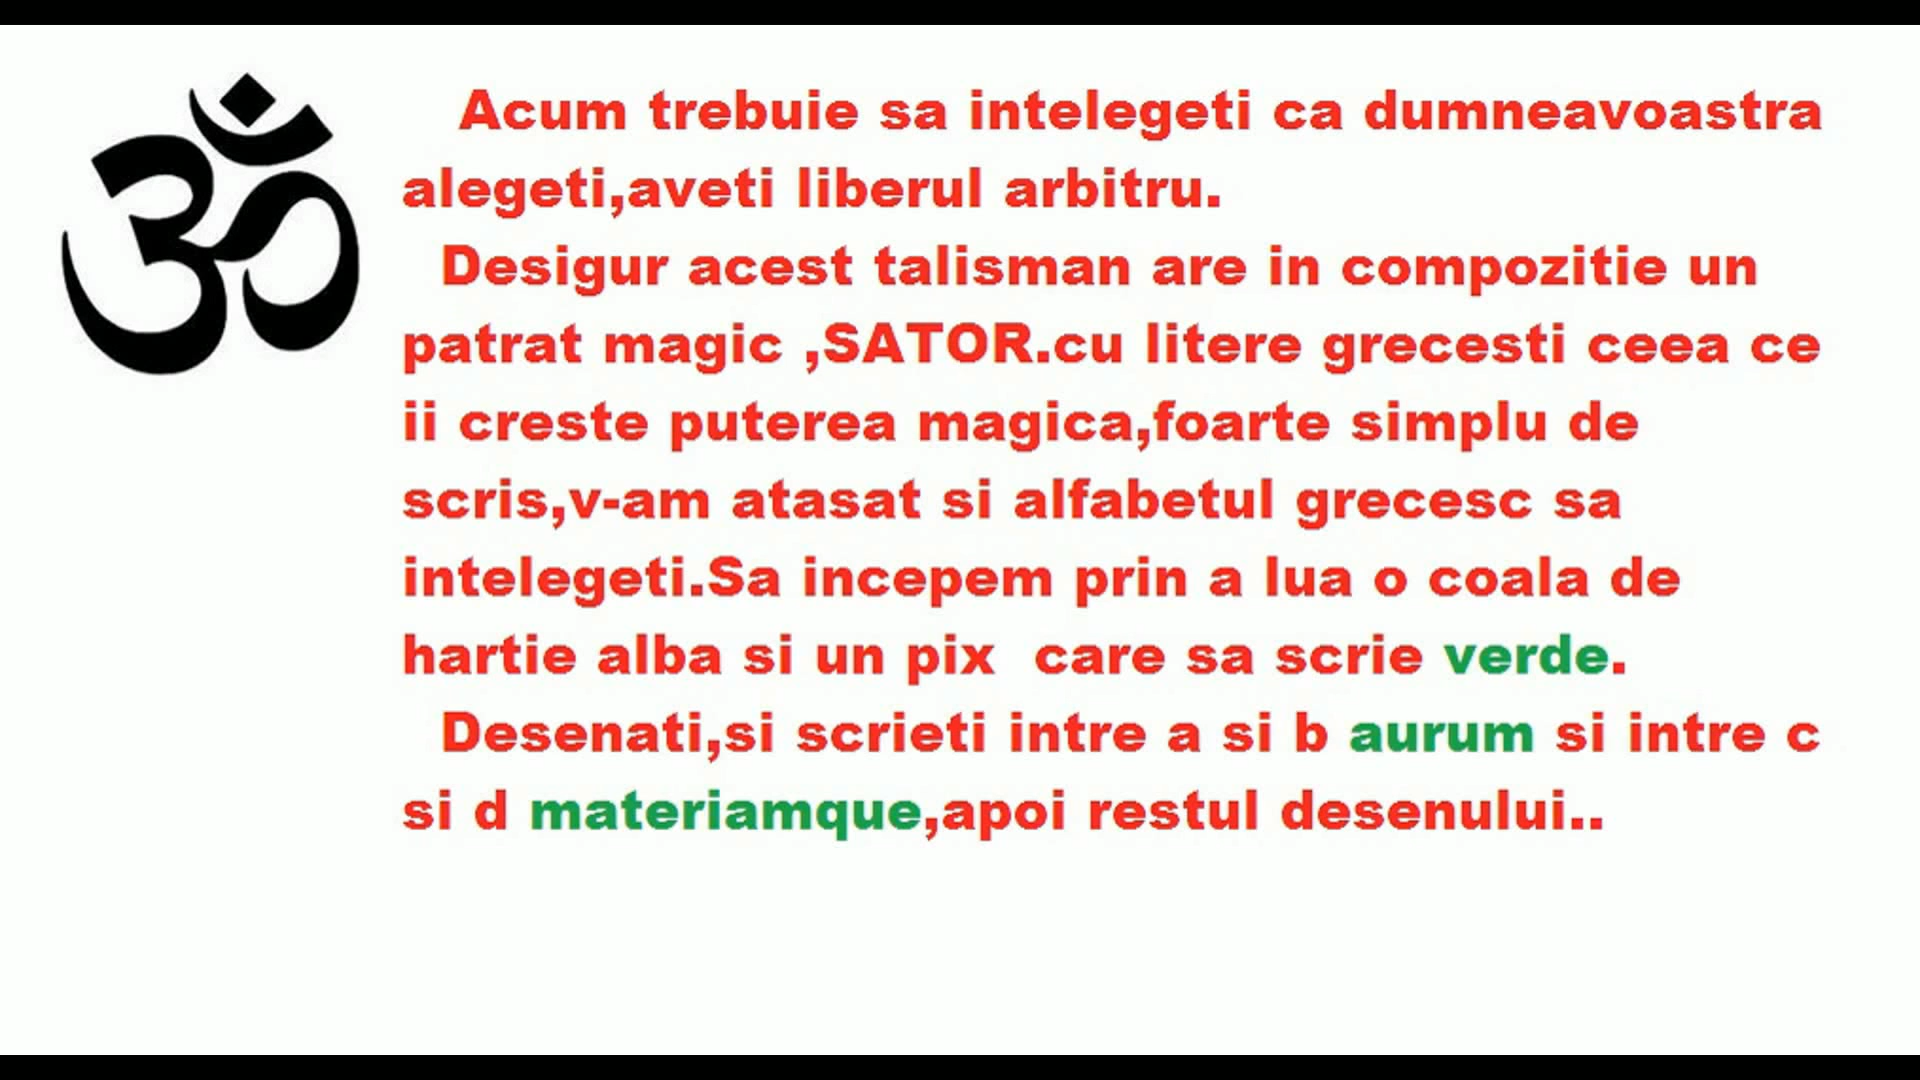 ॐ
Acum trebuie sa intelegeti ca dumneavoastra
alegeti,aveti liberul arbitru.
Desigur acest talisman are in compozitie un
patrat magic ,SATOR.cu litere grecesti ceea ce
ii creste puterea magica,foarte simplu de
scris,v-am atasat si alfabetul grecesc sa
intelegeti.Sa incepem prin a lua o coala de
hartie alba si un pix  care sa scrie verde.
Desenati,si scrieti intre a si b aurum si intre c
si d materiamque,apoi restul desenului..